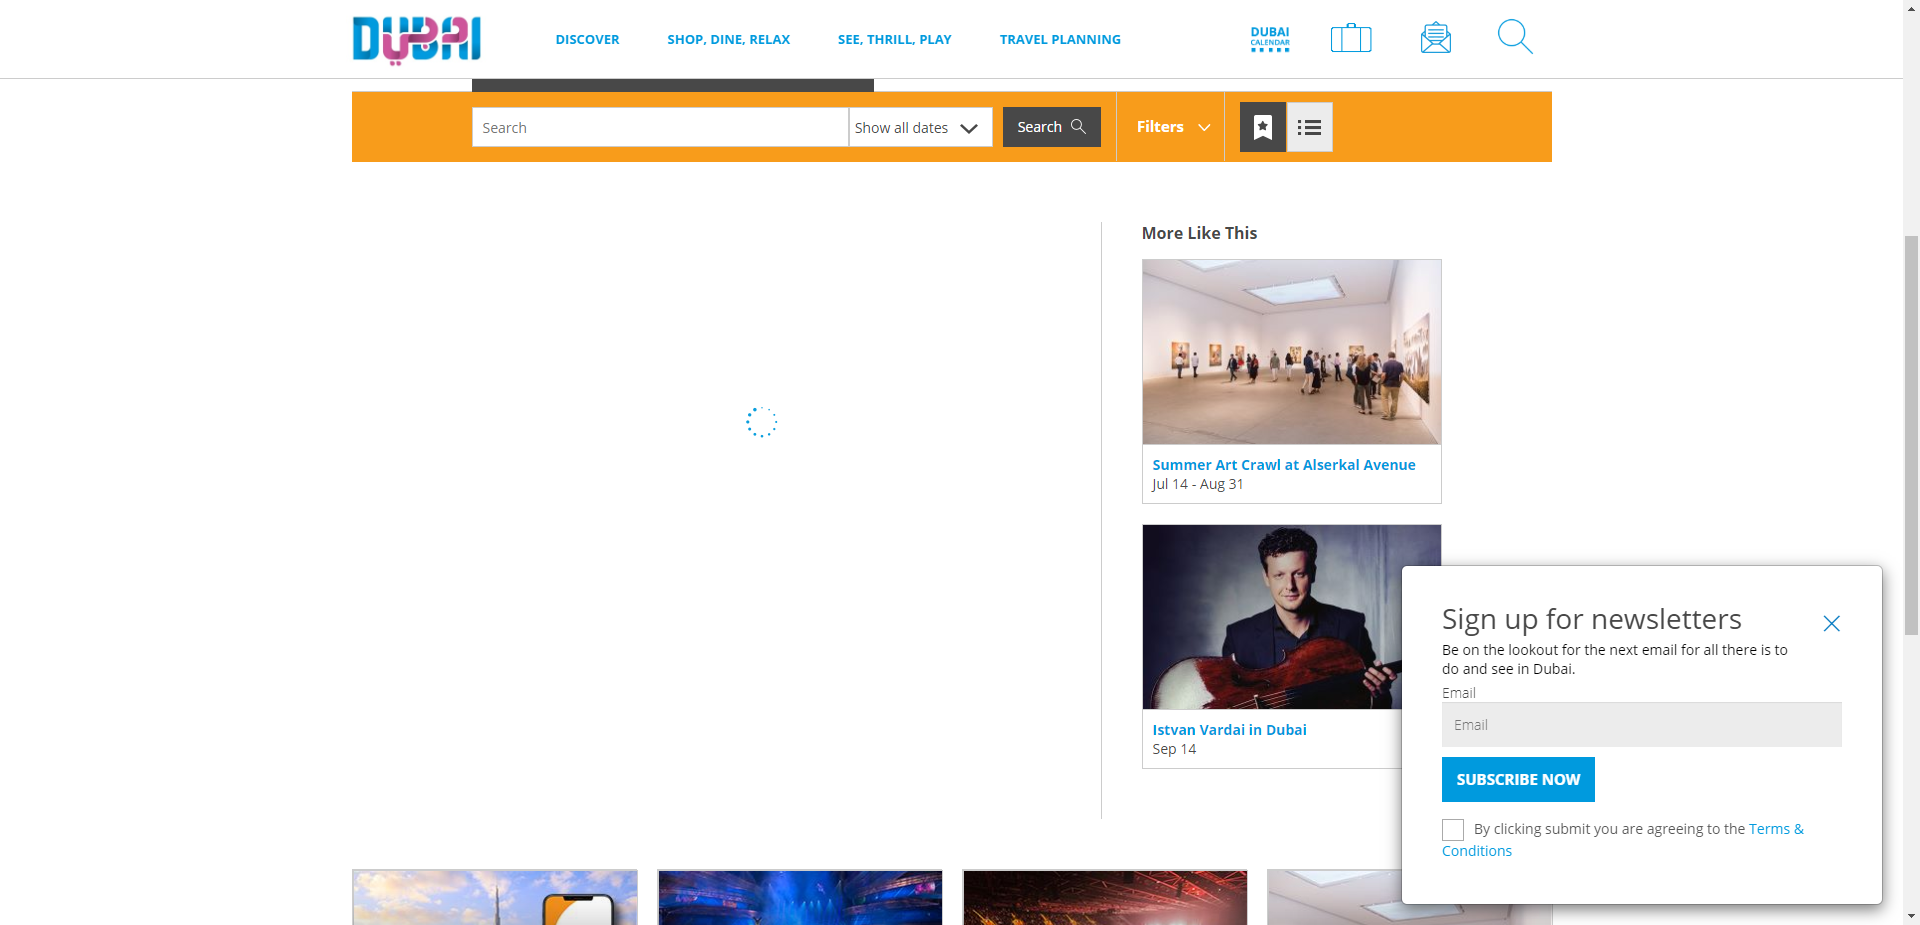 DUBAI
DISCOVER
SHOP, DINE, RELAX
SEE, THRILL, PLAY
TRAVEL PLANNING
DUBAI
CALENDAR
Search
Show all dates
Search
Filters
More Like This
Summer Art Crawl at Alserkal Avenue
Jul 14 - Aug 31
Istvan Vardai in Dubai
Sep 14
Sign up for newsletters
Be on the lookout for the next email for all there is to
do and see in Dubai.
Email
Email
SUBSCRIBE NOW
By clicking submit you are agreeing to the Terms &
Conditions